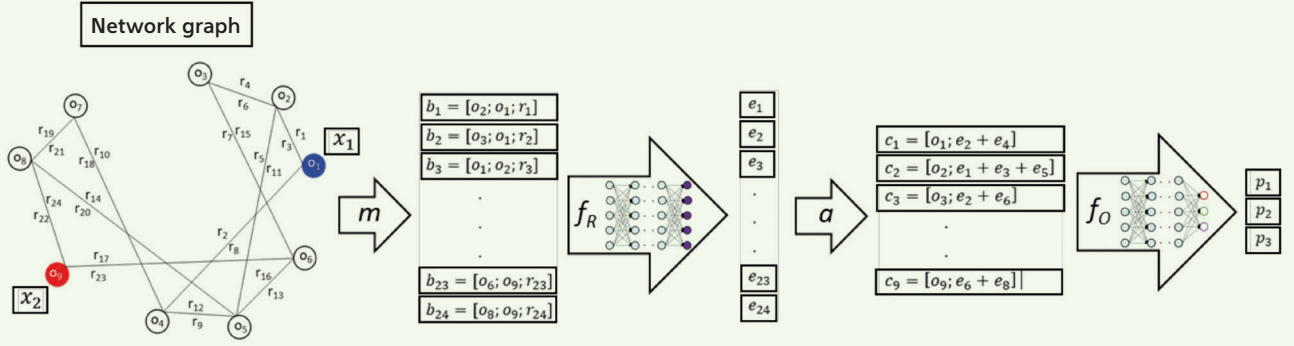 Network graph
o₃
r₄
o₂
r₆
o₇
r₁₉
r₂₁
r₁₀
r₁₈
r₇
r₁₅
r₁
r₃
x₁
o₈
r₅
r₁₁
o₁
r₂₄
r₂₂
r₁₄
r₂₀
r₂
r₈
o₉
r₁₇
r₂₃
r₁₆
r₁₃
o₆
x₂
r₁₂
r₉
o₄
o₅
m
b₁ = [o₂; o₁; r₁]
b₂ = [o₃; o₁; r₂]
b₃ = [o₁; o₂; r₃]
.
.
b₂₃ = [o₆; o₉; r₂₃]
b₂₄ = [o₈; o₉; r₂₄]
f_R
e₁
e₂
e₃
.
.
.
e₂₃
e₂₄
a
c₁ = [o₁; e₂ + e₄]
c₂ = [o₂; e₁ + e₃ + e₅]
c₃ = [o₃; e₂ + e₆]
.
.
c₉ = [o₉; e₆ + e₈]
f_O
p₁
p₂
p₃